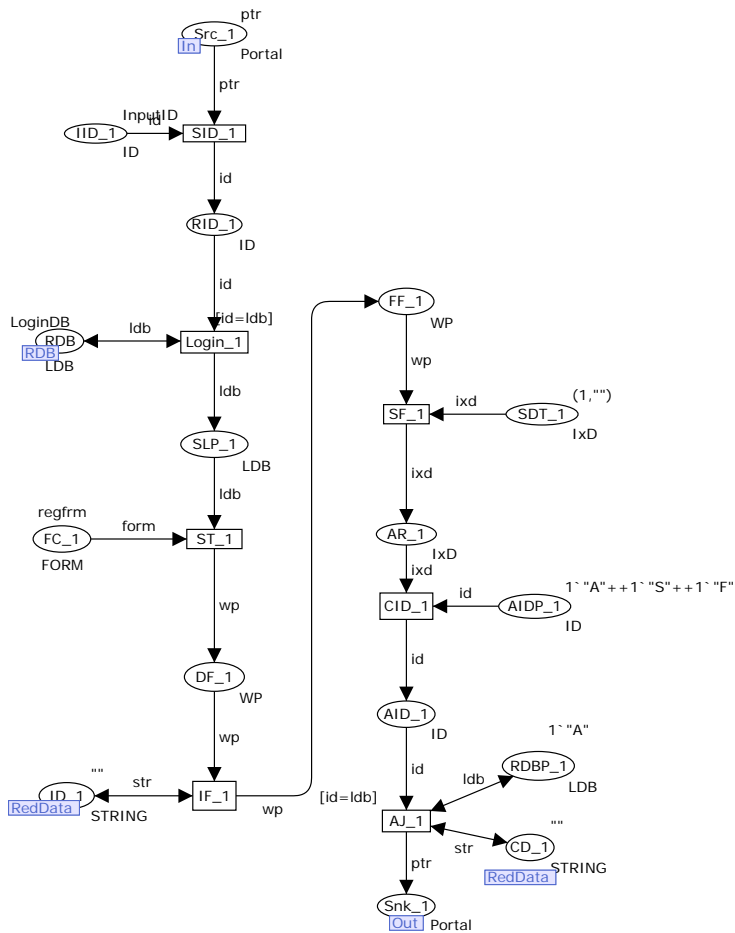 ptr
Src_1
In
Portal
ptr
InputID
id
IID_1
SID_1
ID
id
RID_1
ID
id
[id=ldb]
LoginDB
ldb
RDB
RDB
LDB
Login_1
ldb
SLP_1
LDB
ldb
regfrm
form
FC_1
ST_1
FORM
wp
DF_1
WP
wp
""
str
ID_1
RedData
STRING
IF_1
wp
FF_1
WP
wp
(1,"")
ixd
SF_1
SDT_1
IxD
ixd
AR_1
IxD
ixd
1`"A"++1`"S"++1`"F"
id
CID_1
AIDP_1
ID
id
AID_1
ID
1`"A"
id
RDBP_1
ldb
LDB
[id=ldb]
AJ_1
""
str
CD_1
STRING
RedData
ptr
Snk_1
Out
Portal